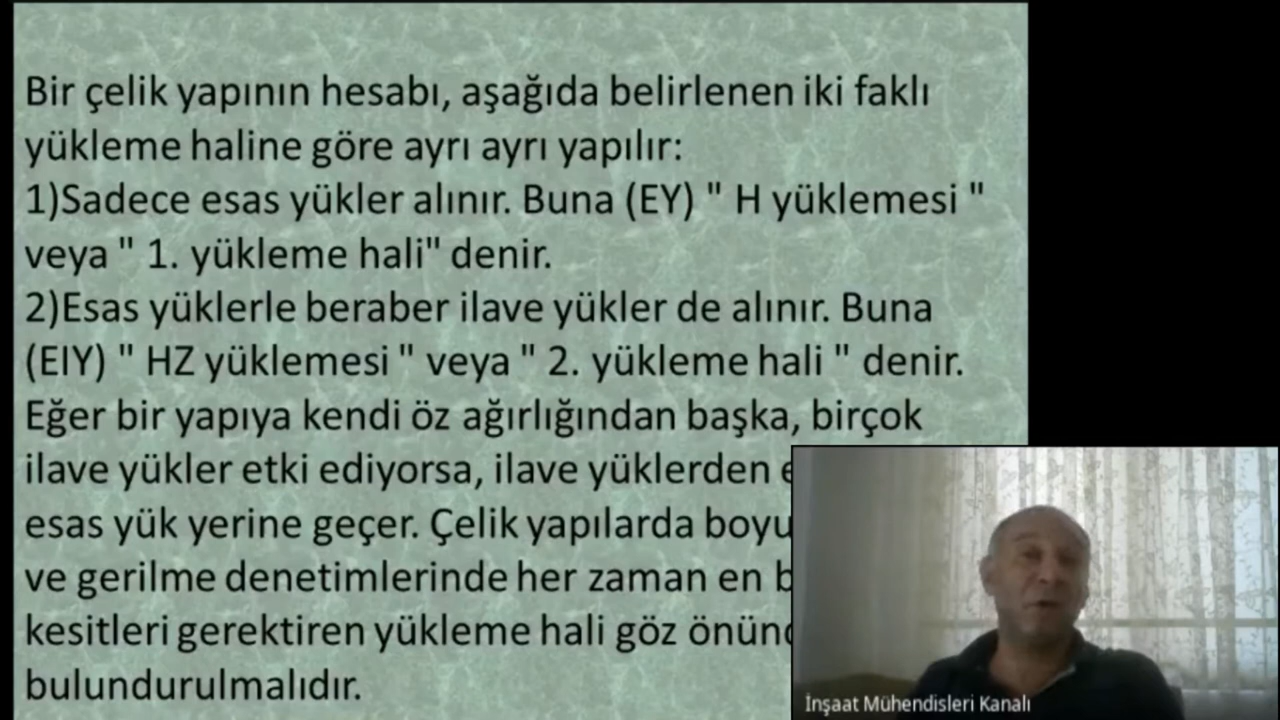 Bir çelik yapının hesabı, aşağıda belirlenen iki faklı
yükleme haline göre ayrı ayrı yapılır:
1)Sadece esas yükler alınır. Buna (EY) " H yüklemesi "
veya " 1. yükleme hali" denir.
2)Esas yüklerle beraber ilave yükler de alınır. Buna
(EIY) " HZ yüklemesi " veya " 2. yükleme hali " denir.
Eğer bir yapıya kendi öz ağırlığından başka, birçok
ilave yükler etki ediyorsa, ilave yüklerden
esas yük yerine geçer. Çelik yapılarda
ve gerilme denetimlerinde her zaman en
kesitleri gerektiren yükleme hali göz
bulundurulmalıdır.
İnşaat Mühendisleri Kanalı